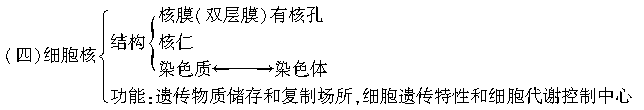 核膜(双层膜)有核孔
结构
核仁
(四)细胞核
染色质⟷染色体
功能:遗传物质储存和复制场所,细胞遗传特性和细胞代谢控制中心